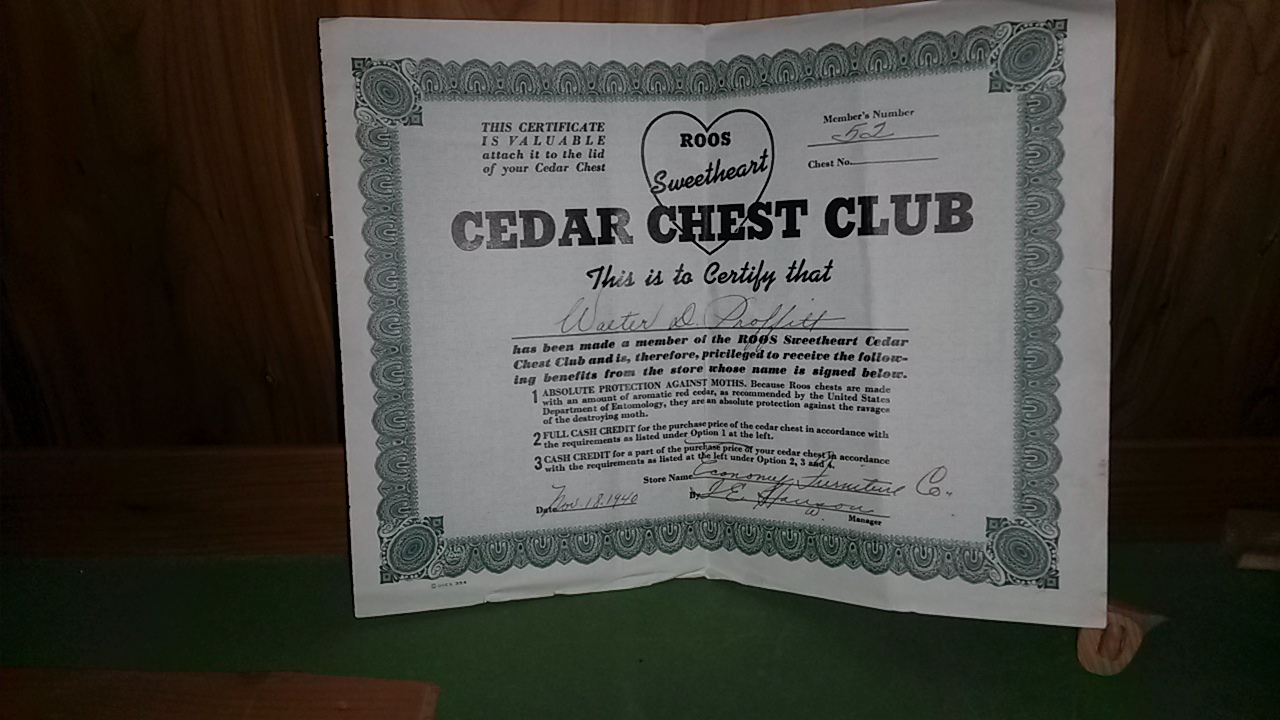 THIS CERTIFICATE
IS VALUABLE
attach it to the lid
of your Cedar Chest
ROOS
Sweetheart
Member's Number
52
Chest No.
CEDAR CHEST CLUB
This is to Certify that
Walter D. Proffitt
has been made a member of the ROOS Sweetheart Cedar
Chest Club and is, therefore, privileged to receive the follow-
ing benefits from the store whose name is signed below.
1 ABSOLUTE PROTECTION AGAINST MOTHS. Because Roos chests are made
with an amount of aromatic red cedar, as recommended by the United States
Department of Entomology, they are an absolute protection against the ravages
of the destroying moth.
2 FULL CASH CREDIT for the purchase price of the cedar chest in accordance with
the requirements as listed under Option 1 at the left.
3 CASH CREDIT for a part of the purchase price of your cedar chest in accordance
with the requirements as listed at the left under Option 2, 3 and 4.
Store Name Economy Furniture Co.
Date Nov 18. 1940 By
Manager